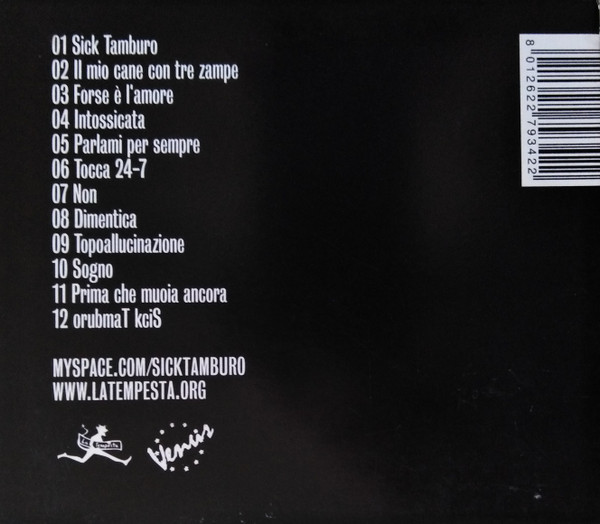 01 Sick Tamburo
02 Il mio cane con tre zampe
03 Forse è l'amore
04 Intossicata
05 Parlami per sempre
06 Tocca 24-7
07 Non
08 Dimentica
09 Topoallucinazione
10 Sogno
11 Prima che muoia ancora
12 orubmaT kciS
MYSPACE.COM/SICKTAMBURO
WWW.LATEMPESTA.ORG
La Tempesta
Venus
8 012622 793422